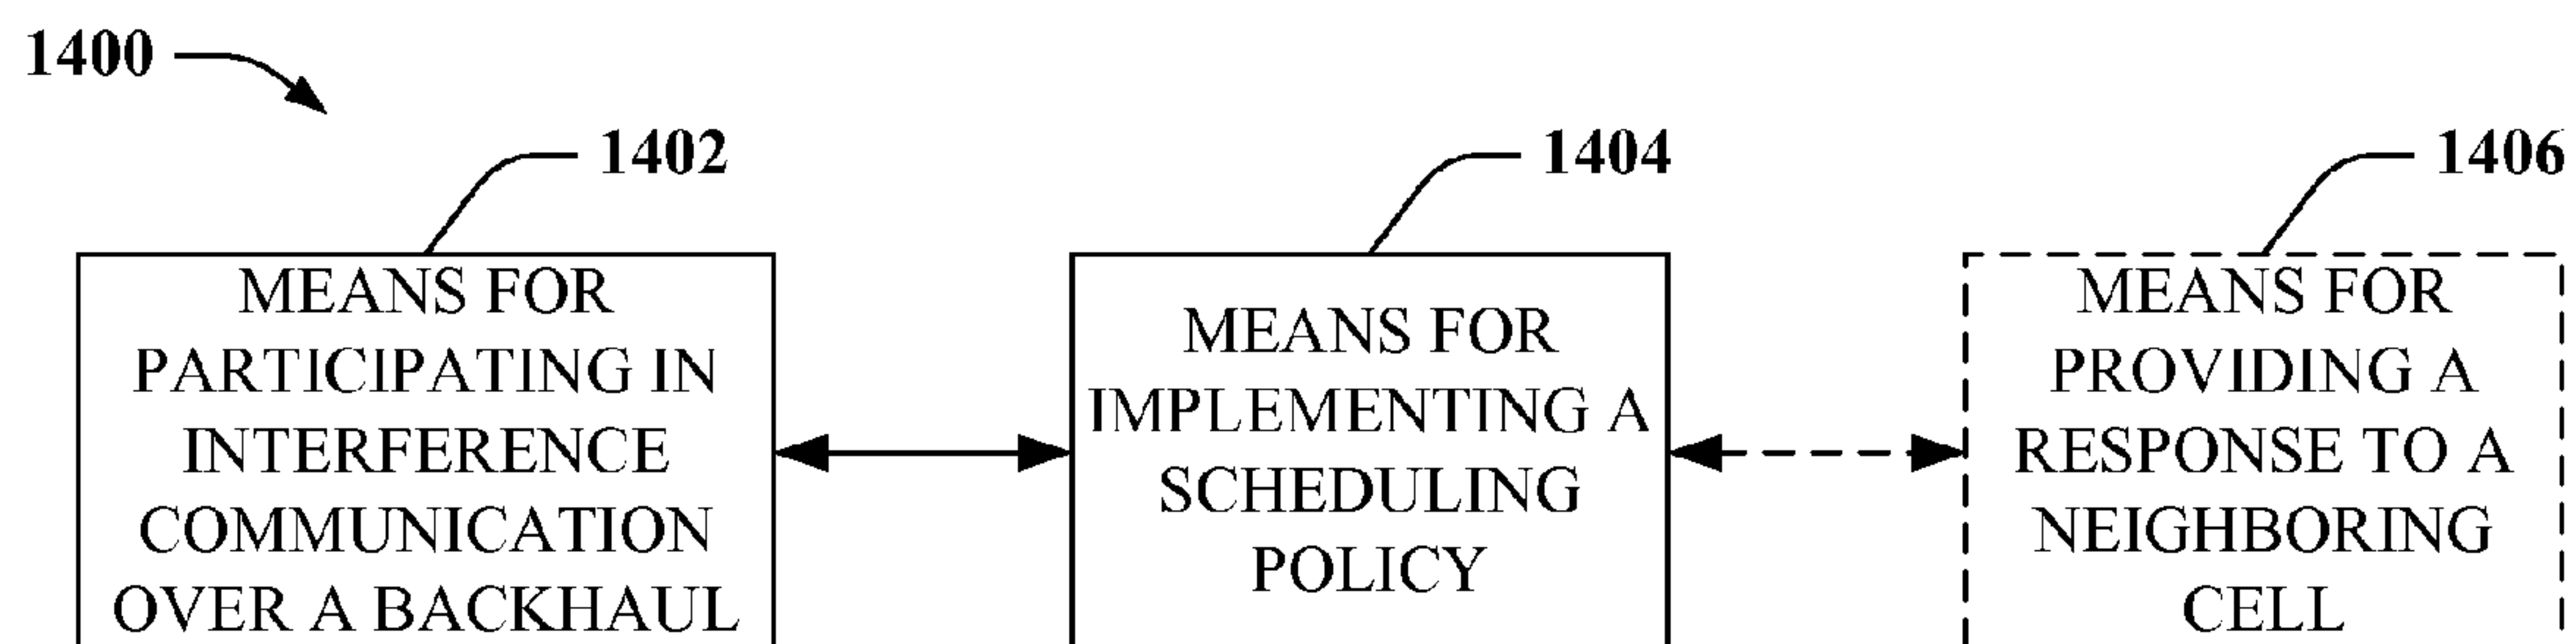 1400
1402
1404
1406
MEANS FOR
PARTICIPATING IN
INTERFERENCE
COMMUNICATION
OVER A BACKHAUL
MEANS FOR
IMPLEMENTING A
SCHEDULING
POLICY
MEANS FOR
PROVIDING A
RESPONSE TO A
NEIGHBORING
CELL